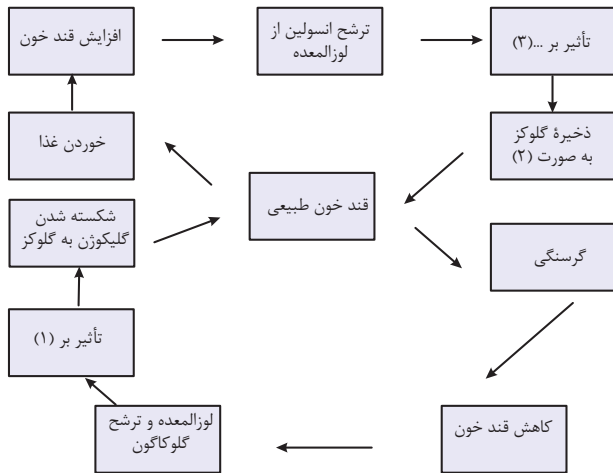 افزایش قند خون
ترشح انسولین از
لوزالمعده
تأثیر بر ...(۳)
خوردن غذا
ذخیرۀ گلوکز
به صورت (۲)
قند خون طبیعی
شکسته شدن
گلیکوژن به گلوکز
گرسنگی
تأثیر بر (۱)
لوزالمعده و ترشح
گلوکاگون
کاهش قند خون